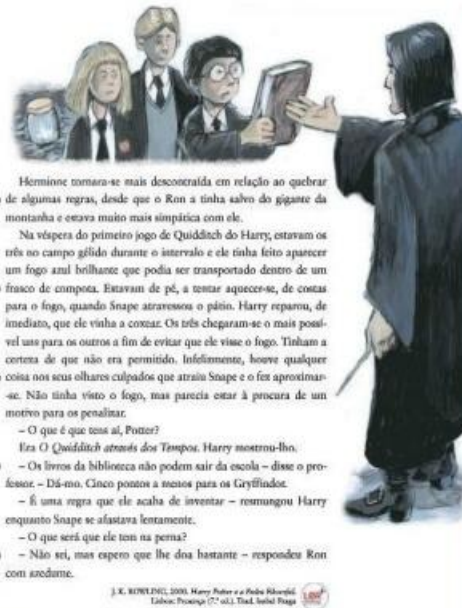 Hermione tornara-se mais descontraída em relação ao quebrar
de algumas regras, desde que o Ron a tinha salvo do gigante da
montanha e estava muito mais simpática com ele.
Na véspera do primeiro jogo de Quidditch do Harry, estavam os
três no campo gélido durante o intervalo e ele tinha feito aparecer
um fogo azul brilhante que podia ser transportado dentro de um
frasco de compota. Estavam de pé, a tentar aquecer-se, de costas
para o fogo, quando Snape atravessou o pátio. Harry reparou, de
imediato, que ele vinha a coxear. Os três chegaram-se o mais possí-
vel uns para os outros a fim de evitar que ele visse o fogo. Tinham a
certeza de que não era permitido. Infelizmente, houve qualquer
coisa nos seus olhares culpados que atraiu Snape e o fez aproximar-
-se. Não tinha visto o fogo, mas parecia estar à procura de um
motivo para os penalizar.
– O que é que tens aí, Potter?
Era O Quidditch através dos Tempos. Harry mostrou-lho.
– Os livros da biblioteca não podem sair da escola – disse o pro-
fessor. – Dá-mo. Cinco pontos a menos para os Gryffindor.
– É uma regra que ele acaba de inventar – resmungou Harry
enquanto Snape se afastava lentamente.
– O que será que ele tem na perna?
– Não sei, mas espero que lhe doa bastante – respondeu Ron
com azedume.
J. K. ROWLING, 2000. Harry Potter e a Pedra Filosofal.
Lisboa: Presença (7.ª ed.). Trad. Isabel Fraga